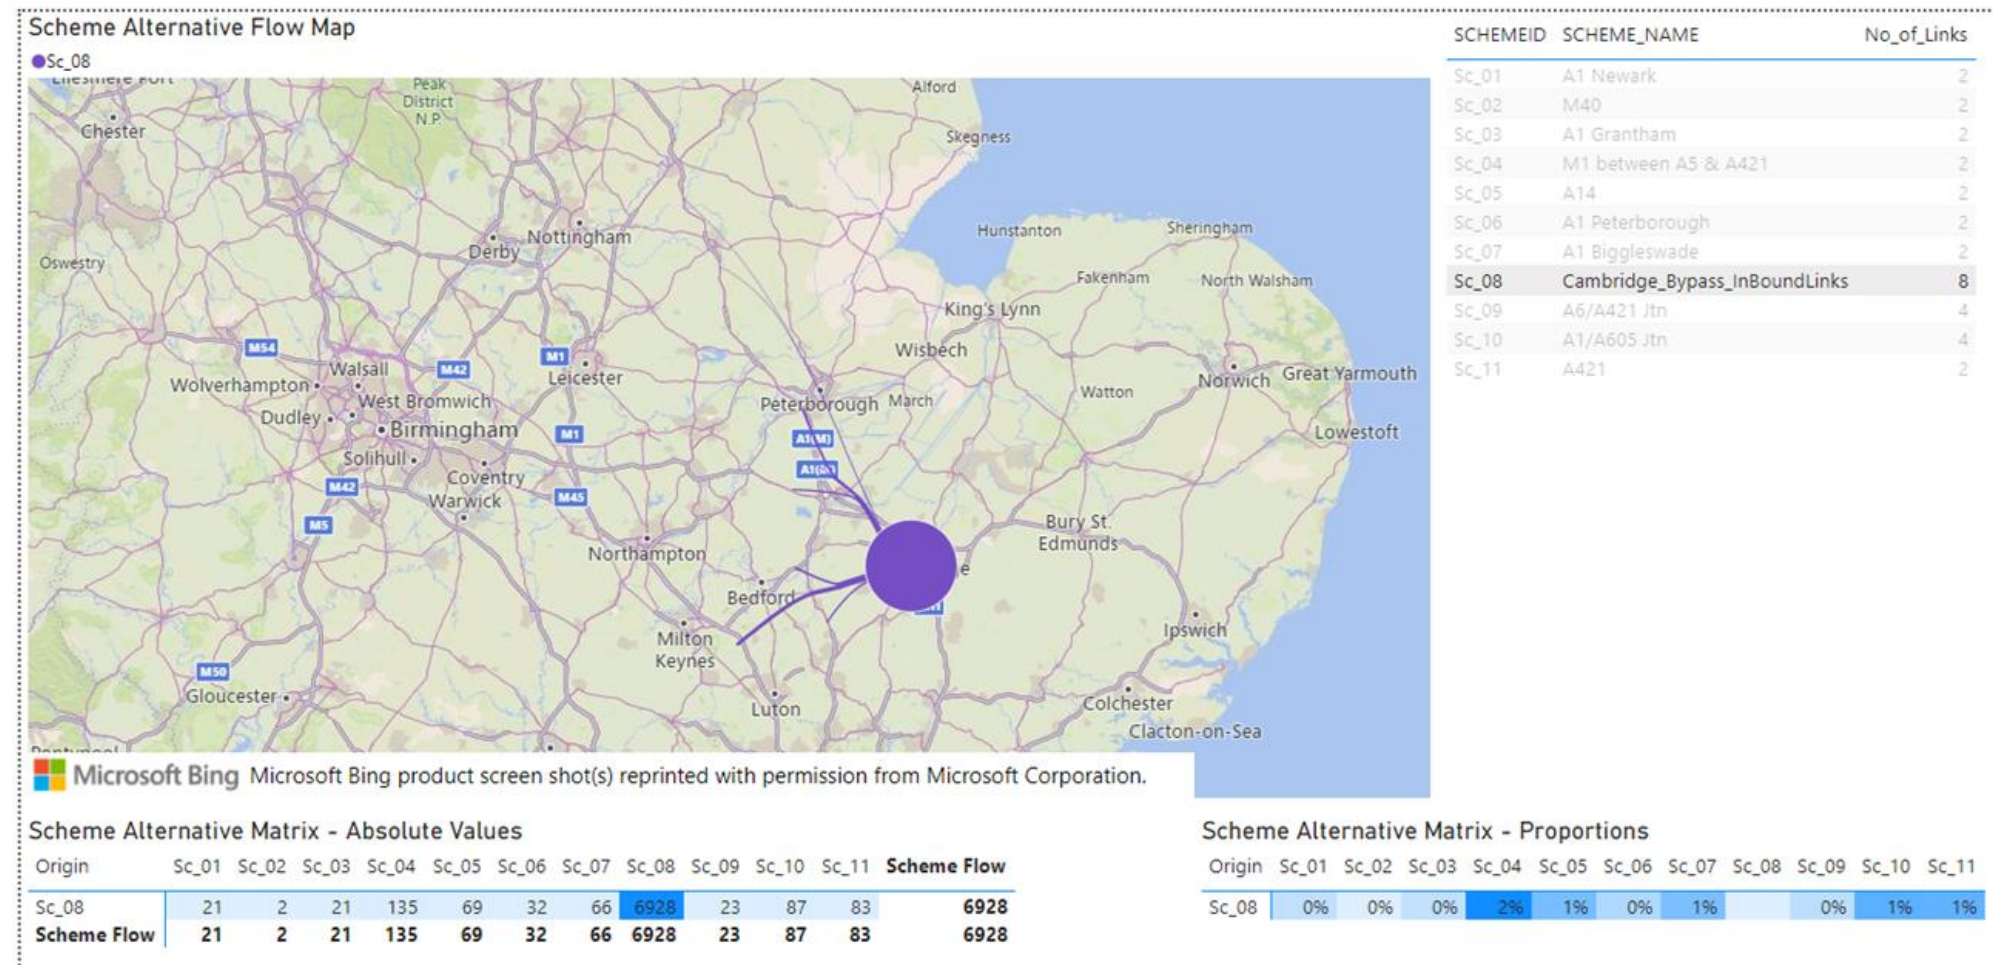 Scheme Alternative Flow Map
Sc_08
Ellesmere Port
Peak
District
N.P.
Alford
Chester
Skegness
Hunstanton
Sheringham
Nottingham
Derby
Oswestry
Fakenham
North Walsham
King's Lynn
M54
M1
Wisbech
Walsall
M42
Leicester
Wolverhampton
Norwich
Great Yarmouth
West Bromwich
Peterborough
March
Watton
Dudley
Birmingham
M1
A1(M)
Lowestoft
Solihull
A1(M)
Coventry
M42
Warwick
M45
M5
Bury St.
Edmunds
Northampton
e
Bedford
Milton
Keynes
Ipswich
M50
Gloucester
Luton
Colchester
Clacton-on-Sea
Pontypool
Microsoft Bing Microsoft Bing product screen shot(s) reprinted with permission from Microsoft Corporation.
SCHEMEID SCHEME_NAME No_of_Links
Sc_01 A1 Newark 2
Sc_02 M40 2
Sc_03 A1 Grantham 2
Sc_04 M1 between A5 & A421 2
Sc_05 A14 2
Sc_06 A1 Peterborough 2
Sc_07 A1 Biggleswade 2
Sc_08 Cambridge_Bypass_InBoundLinks 8
Sc_09 A6/A421 Jtn 4
Sc_10 A1/A605 Jtn 4
Sc_11 A421 2
Scheme Alternative Matrix - Absolute Values
Origin Sc_01 Sc_02 Sc_03 Sc_04 Sc_05 Sc_06 Sc_07 Sc_08 Sc_09 Sc_10 Sc_11 Scheme Flow
Sc_08 21 2 21 135 69 32 66 6928 23 87 83 6928
Scheme Flow 21 2 21 135 69 32 66 6928 23 87 83 6928
Scheme Alternative Matrix - Proportions
Origin Sc_01 Sc_02 Sc_03 Sc_04 Sc_05 Sc_06 Sc_07 Sc_08 Sc_09 Sc_10 Sc_11
Sc_08 0% 0% 0% 2% 1% 0% 1% 0% 1% 1%